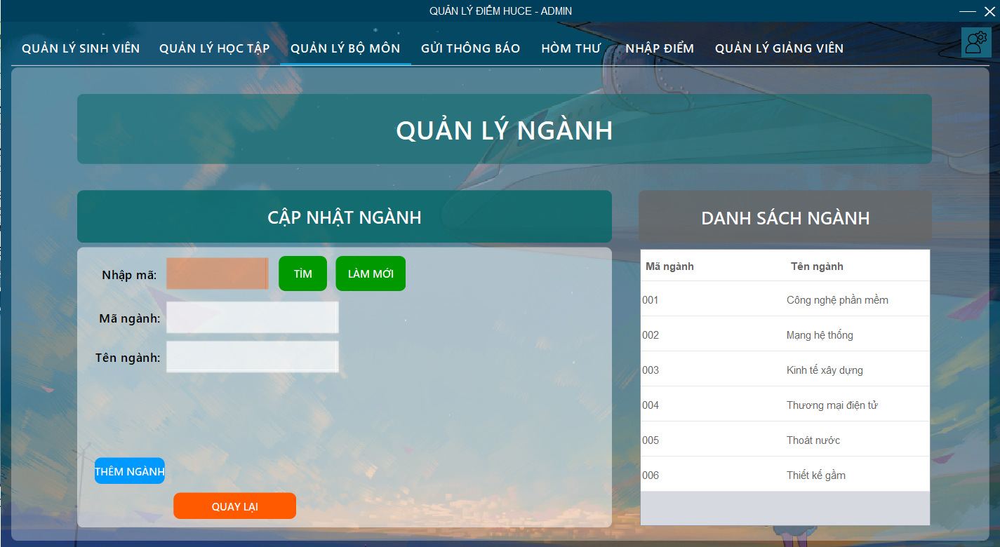 QUẢN LÝ ĐIỂM HUCE - ADMIN
QUẢN LÝ SINH VIÊN QUẢN LÝ HỌC TẬP QUẢN LÝ BỘ MÔN GỬI THÔNG BÁO HÒM THƯ NHẬP ĐIỂM QUẢN LÝ GIẢNG VIÊN
QUẢN LÝ NGÀNH
CẬP NHẬT NGÀNH
Nhập mã: TÌM LÀM MỚI
Mã ngành:
Tên ngành:
THÊM NGÀNH
QUAY LẠI
DANH SÁCH NGÀNH
Mã ngành Tên ngành
001 Công nghệ phần mềm
002 Mạng hệ thống
003 Kinh tế xây dựng
004 Thương mại điện tử
005 Thoát nước
006 Thiết kế gầm